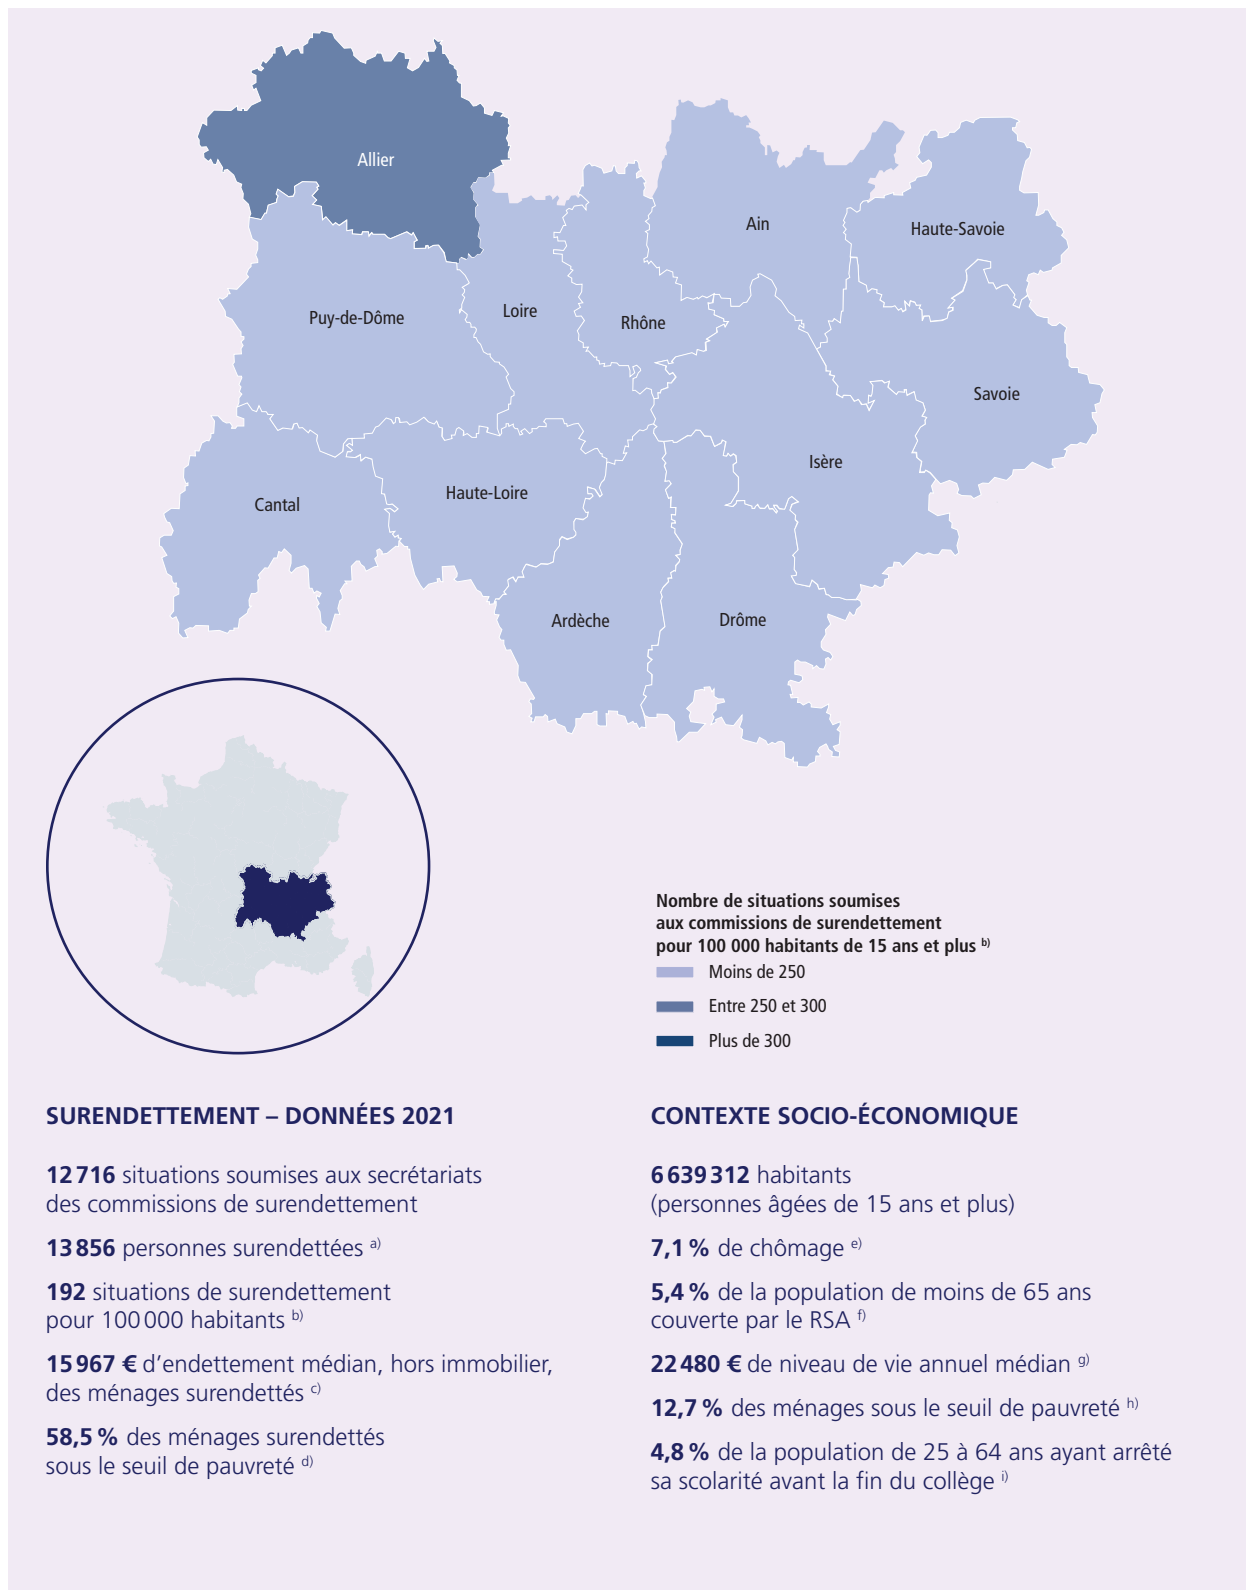 Allier
Ain
Haute-Savoie
Puy-de-Dôme
Loire
Rhône
Savoie
Isère
Cantal
Haute-Loire
Ardèche
Drôme
Nombre de situations soumises
aux commissions de surendettement
pour 100 000 habitants de 15 ans et plus b)
Moins de 250
Entre 250 et 300
Plus de 300
SURENDETTEMENT – DONNÉES 2021
12 716 situations soumises aux secrétariats
des commissions de surendettement
13 856 personnes surendettées a)
192 situations de surendettement
pour 100 000 habitants b)
15 967 € d’endettement médian, hors immobilier,
des ménages surendettés c)
58,5 % des ménages surendettés
sous le seuil de pauvreté d)
CONTEXTE SOCIO-ÉCONOMIQUE
6 639 312 habitants
(personnes âgées de 15 ans et plus)
7,1 % de chômage e)
5,4 % de la population de moins de 65 ans
couverte par le RSA f)
22 480 € de niveau de vie annuel médian g)
12,7 % des ménages sous le seuil de pauvreté h)
4,8 % de la population de 25 à 64 ans ayant arrêté
sa scolarité avant la fin du collège i)